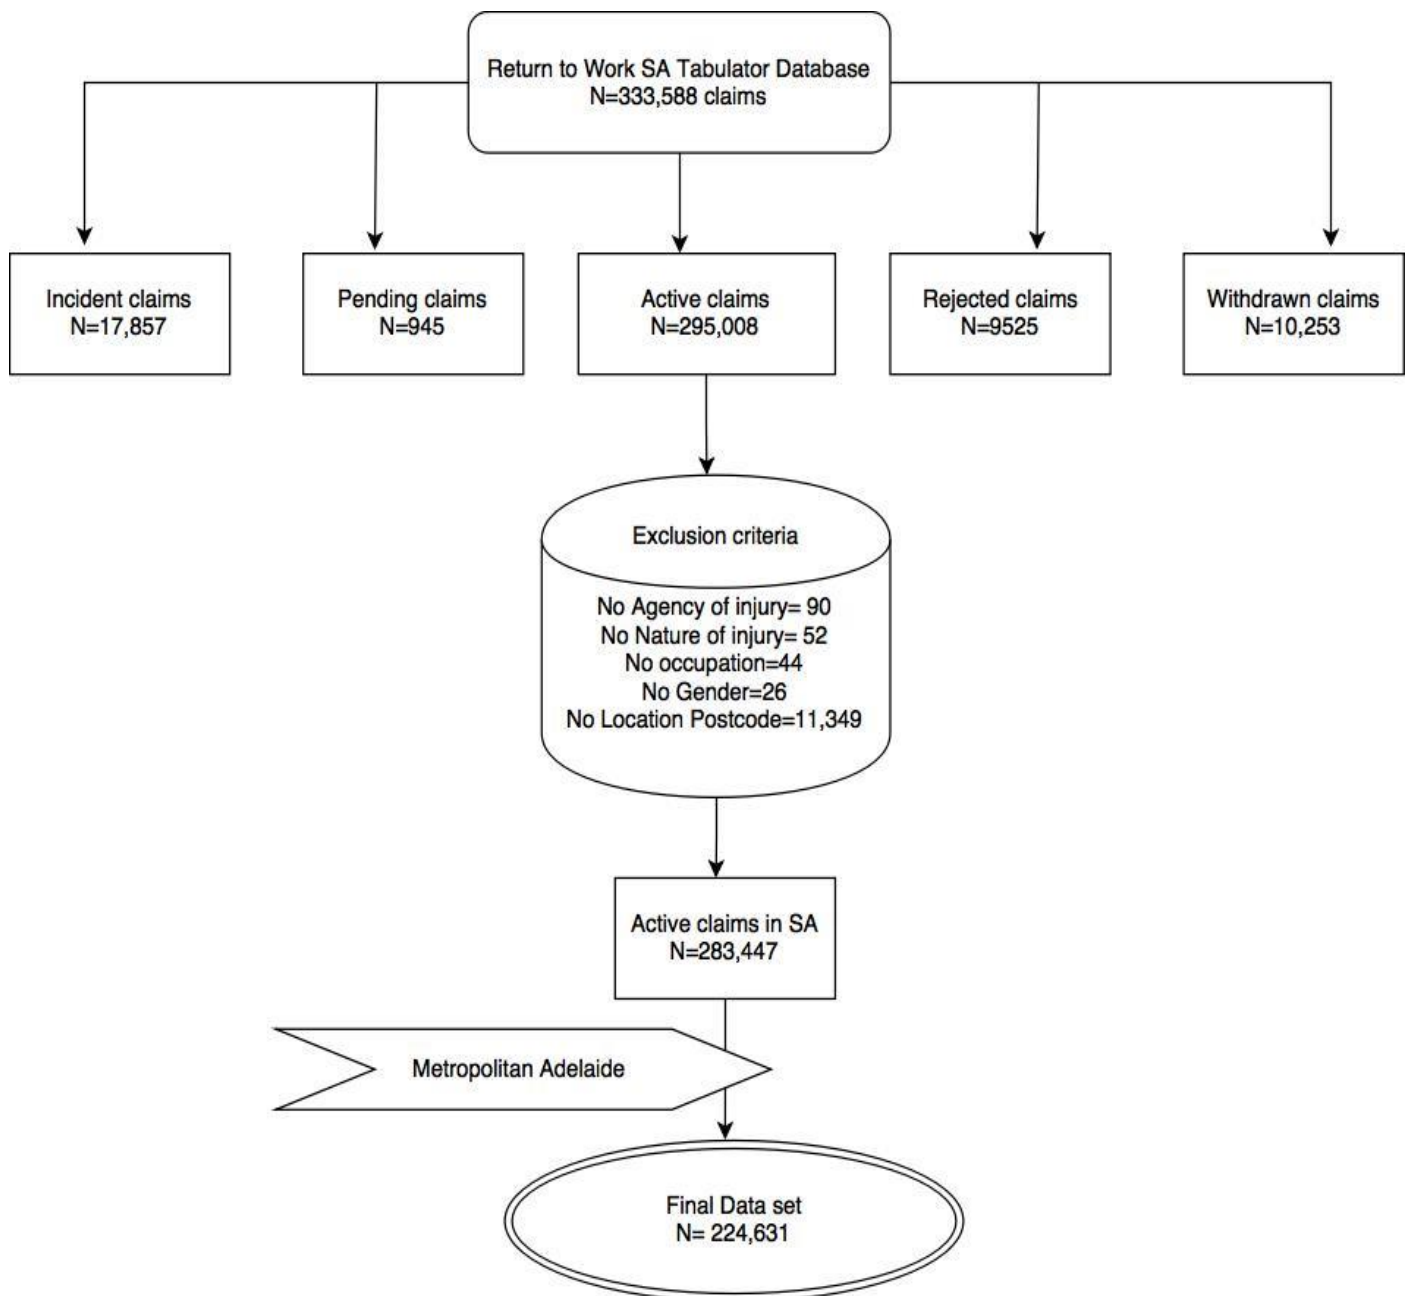 Return to Work SA Tabulator Database
N=333,588 claims
Incident claims
N=17,857
Pending claims
N=945
Active claims
N=295,008
Rejected claims
N=9525
Withdrawn claims
N=10,253
Exclusion criteria
No Agency of injury= 90
No Nature of injury= 52
No occupation=44
No Gender=26
No Location Postcode=11,349
Active claims in SA
N=283,447
Metropolitan Adelaide
Final Data set
N= 224,631